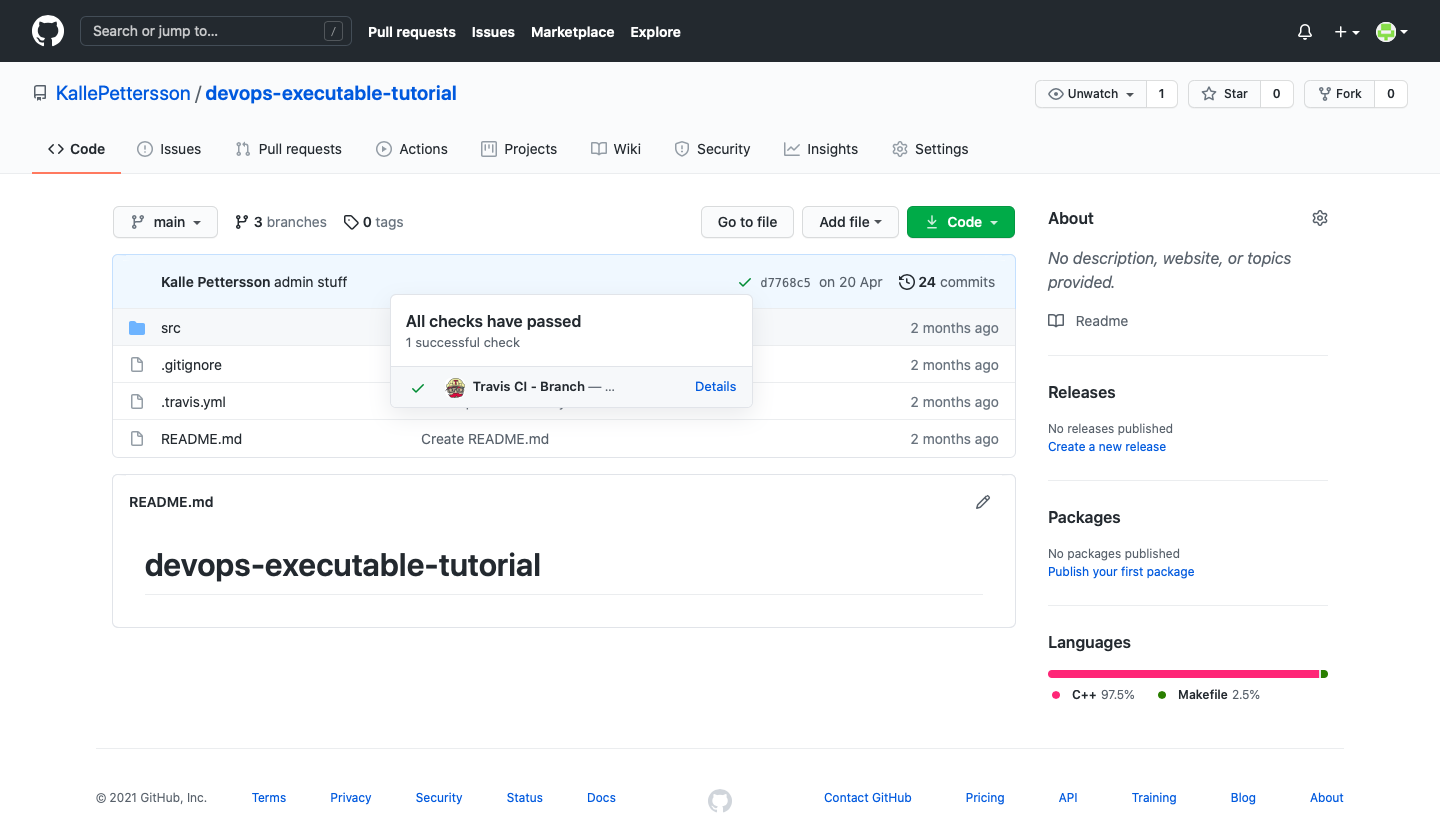 Search or jump to... /
Pull requests Issues Marketplace Explore
KallePettersson / devops-executable-tutorial
Unwatch 1 Star 0 Fork 0
Code Issues Pull requests Actions Projects Wiki Security Insights Settings
main 3 branches 0 tags
Go to file Add file Code
Kalle Pettersson admin stuff d7768c5 on 20 Apr 24 commits
All checks have passed
1 successful check
Travis CI - Branch — ... Details
src 2 months ago
.gitignore 2 months ago
.travis.yml 2 months ago
README.md Create README.md 2 months ago
README.md
devops-executable-tutorial
About
No description, website, or topics
provided.
Readme
Releases
No releases published
Create a new release
Packages
No packages published
Publish your first package
Languages
C++ 97.5% Makefile 2.5%
© 2021 GitHub, Inc. Terms Privacy Security Status Docs Contact GitHub Pricing API Training Blog About